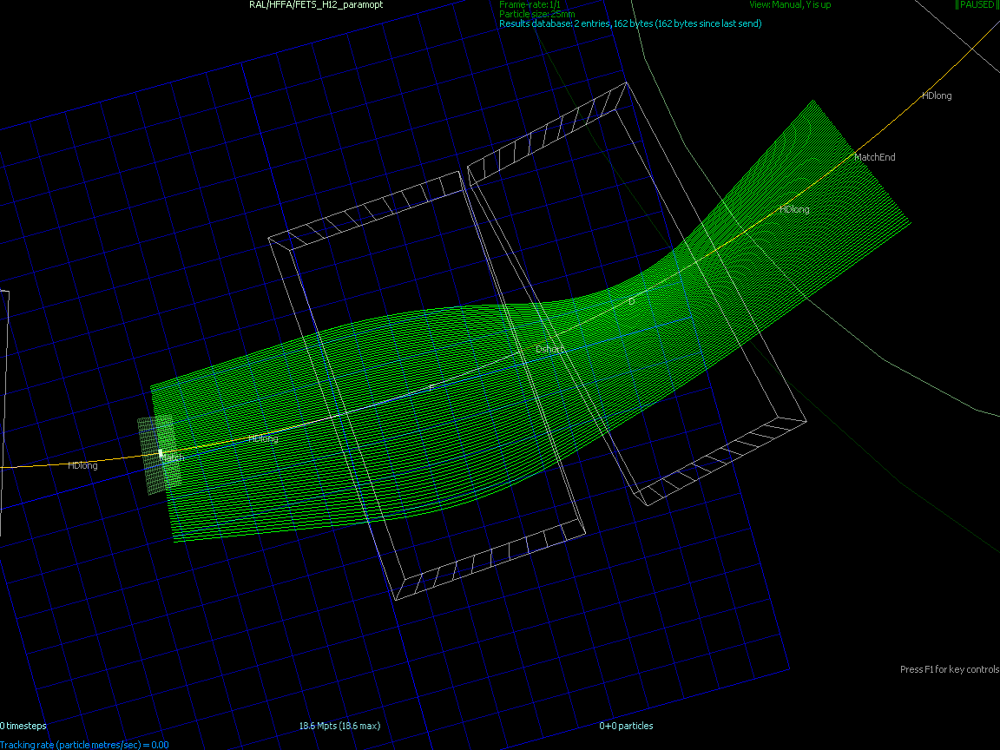 RAL/HFFA/FETS_H12_paramopt
Frame-rate: 1/1
Particle size: 25mm
Results database: 2 entries, 162 bytes (162 bytes since last send)
View: Manual, Y is up
|| PAUSED ||
HDlong
MatchEnd
HDlong
D
Dshort
F
HDlong
Match
HDlong
Press F1 for key controls
0 timesteps
18.6 Mpts (18.6 max)
0+0 particles
Tracking rate (particle metres/sec) = 0.00